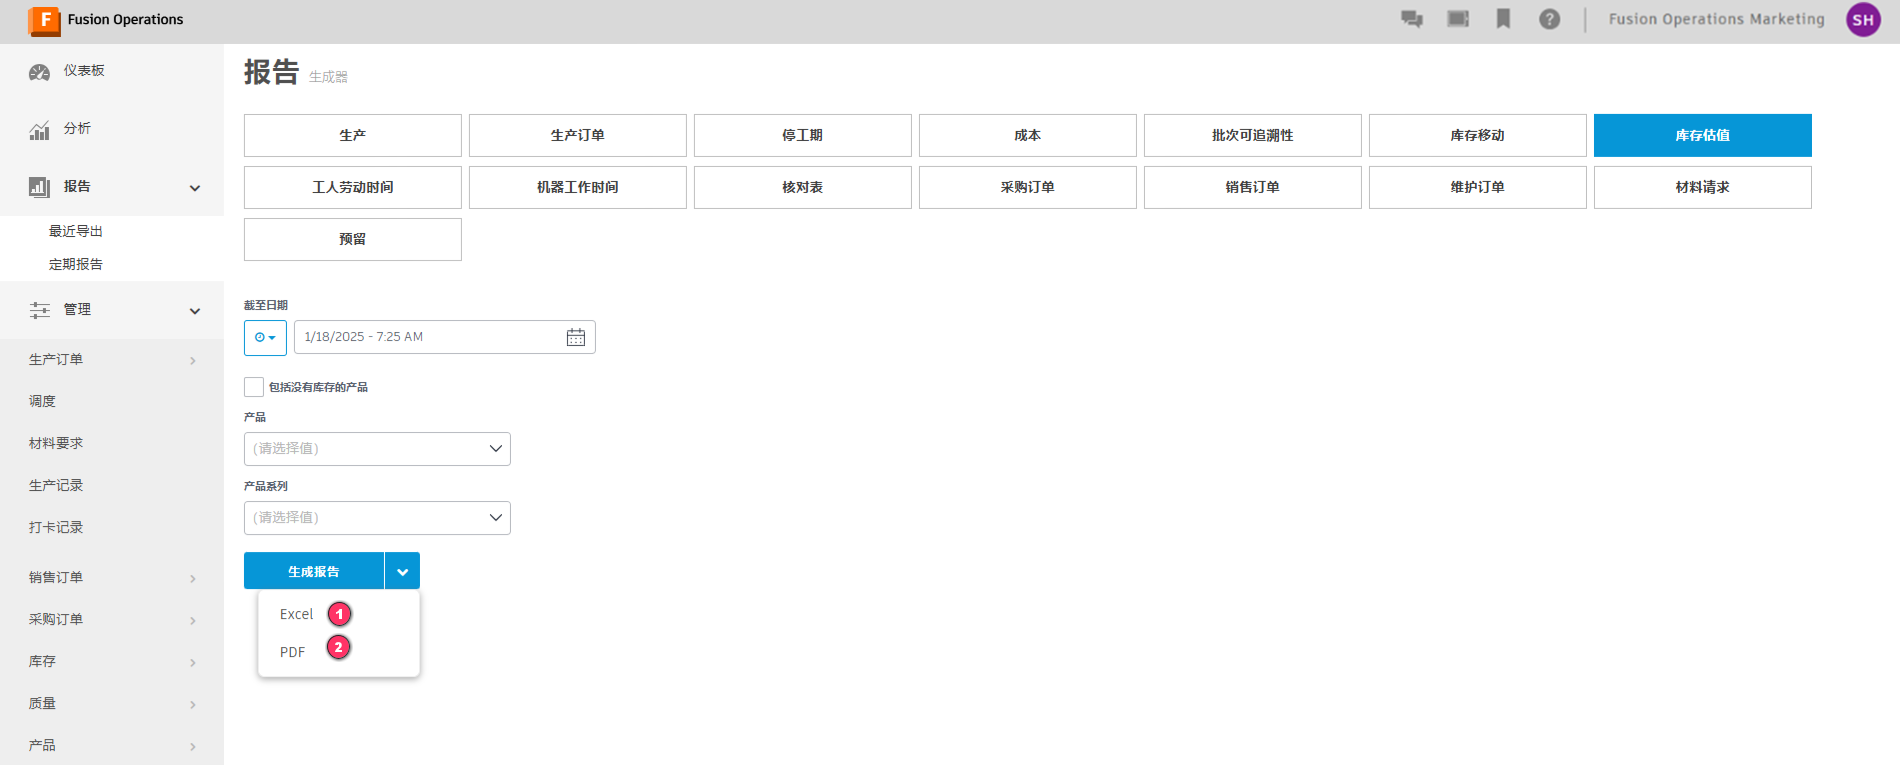 F Fusion Operations
Fusion Operations Marketing SH
仪表板
分析
报告
最近导出
定期报告
管理
生产订单
调度
材料要求
生产记录
打卡记录
销售订单
采购订单
库存
质量
产品
报告 生成器
生产 生产订单 停工期 成本 批次可追溯性 库存移动 库存估值
工人劳动时间 机器工作时间 核对表 采购订单 销售订单 维护订单 材料请求
预留
截至日期
1/18/2025 - 7:25 AM
包括没有库存的产品
产品
(请选择值)
产品系列
(请选择值)
生成报告
Excel 1
PDF 2